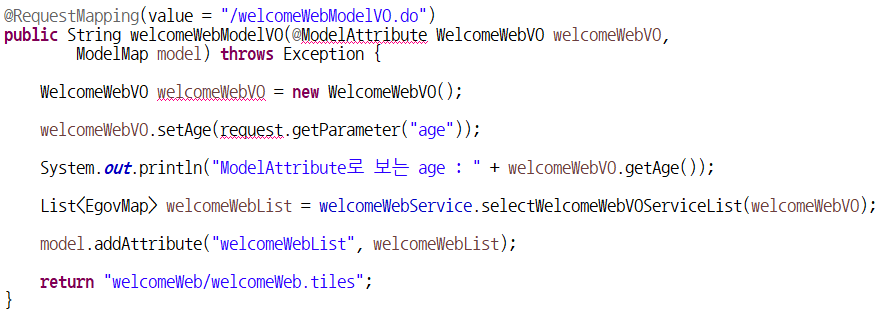 @RequestMapping(value = "/welcomeWebModelVO.do")
public String welcomeWebModelVO(@ModelAttribute WelcomeWebVO welcomeWebVO,
ModelMap model) throws Exception {
WelcomeWebVO welcomeWebVO = new WelcomeWebVO();
welcomeWebVO.setAge(request.getParameter("age"));
System.out.println("ModelAttribute로 보는 age : " + welcomeWebVO.getAge());
List<EgovMap> welcomeWebList = welcomeWebService.selectWelcomeWebVOServiceList(welcomeWebVO);
model.addAttribute("welcomeWebList", welcomeWebList);
return "welcomeWeb/welcomeWeb.tiles";
}